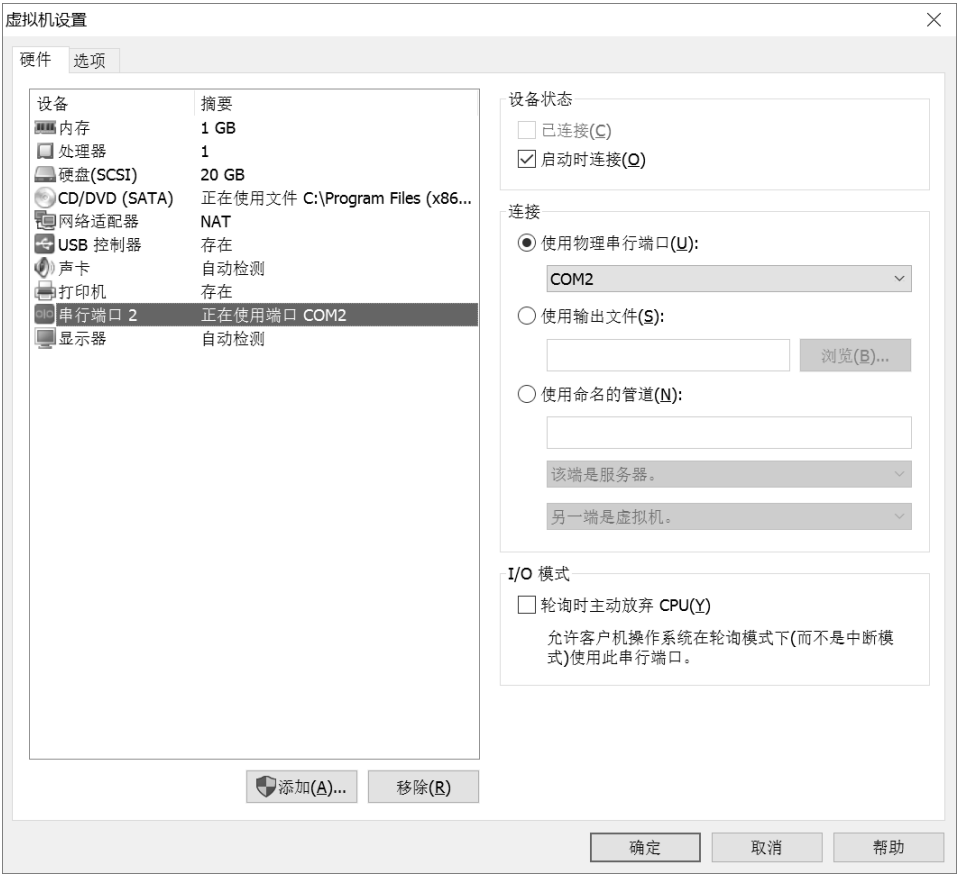 虚拟机设置
硬件 选项
设备 摘要
内存 1 GB
处理器 1
硬盘(SCSI) 20 GB
CD/DVD (SATA) 正在使用文件 C:\Program Files (x86...
网络适配器 NAT
USB 控制器 存在
声卡 自动检测
打印机 存在
串行端口 2 正在使用端口 COM2
显示器 自动检测
添加(A)... 移除(R)
设备状态
已连接(C)
启动时连接(O)
连接
使用物理串行端口(U):
COM2
使用输出文件(S):
浏览(B)...
使用命名的管道(N):
该端是服务器。
另一端是虚拟机。
I/O 模式
轮询时主动放弃 CPU(Y)
允许客户机操作系统在轮询模式下(而不是中断模
式)使用此串行端口。
确定 取消 帮助